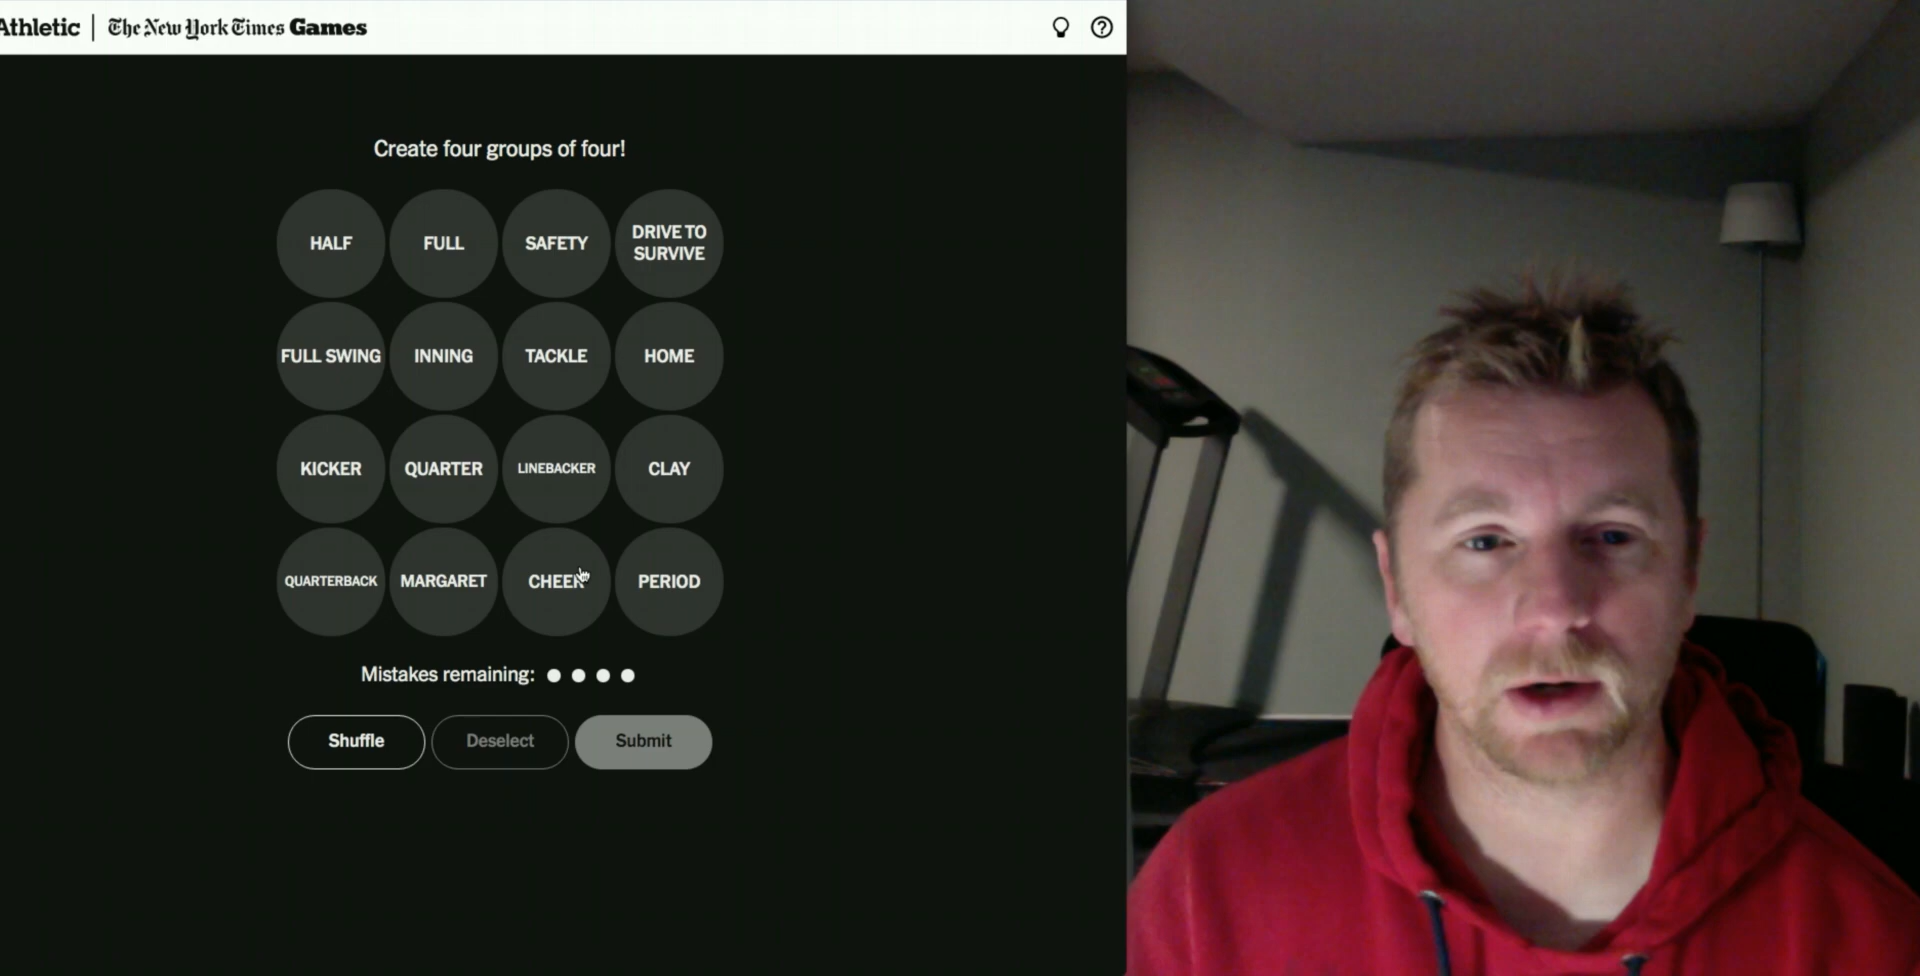 Athletic | The New York Times Games
Create four groups of four!
HALF FULL SAFETY DRIVE TO SURVIVE
FULL SWING INNING TACKLE HOME
KICKER QUARTER LINEBACKER CLAY
QUARTERBACK MARGARET CHEER PERIOD
Mistakes remaining:
Shuffle Deselect Submit